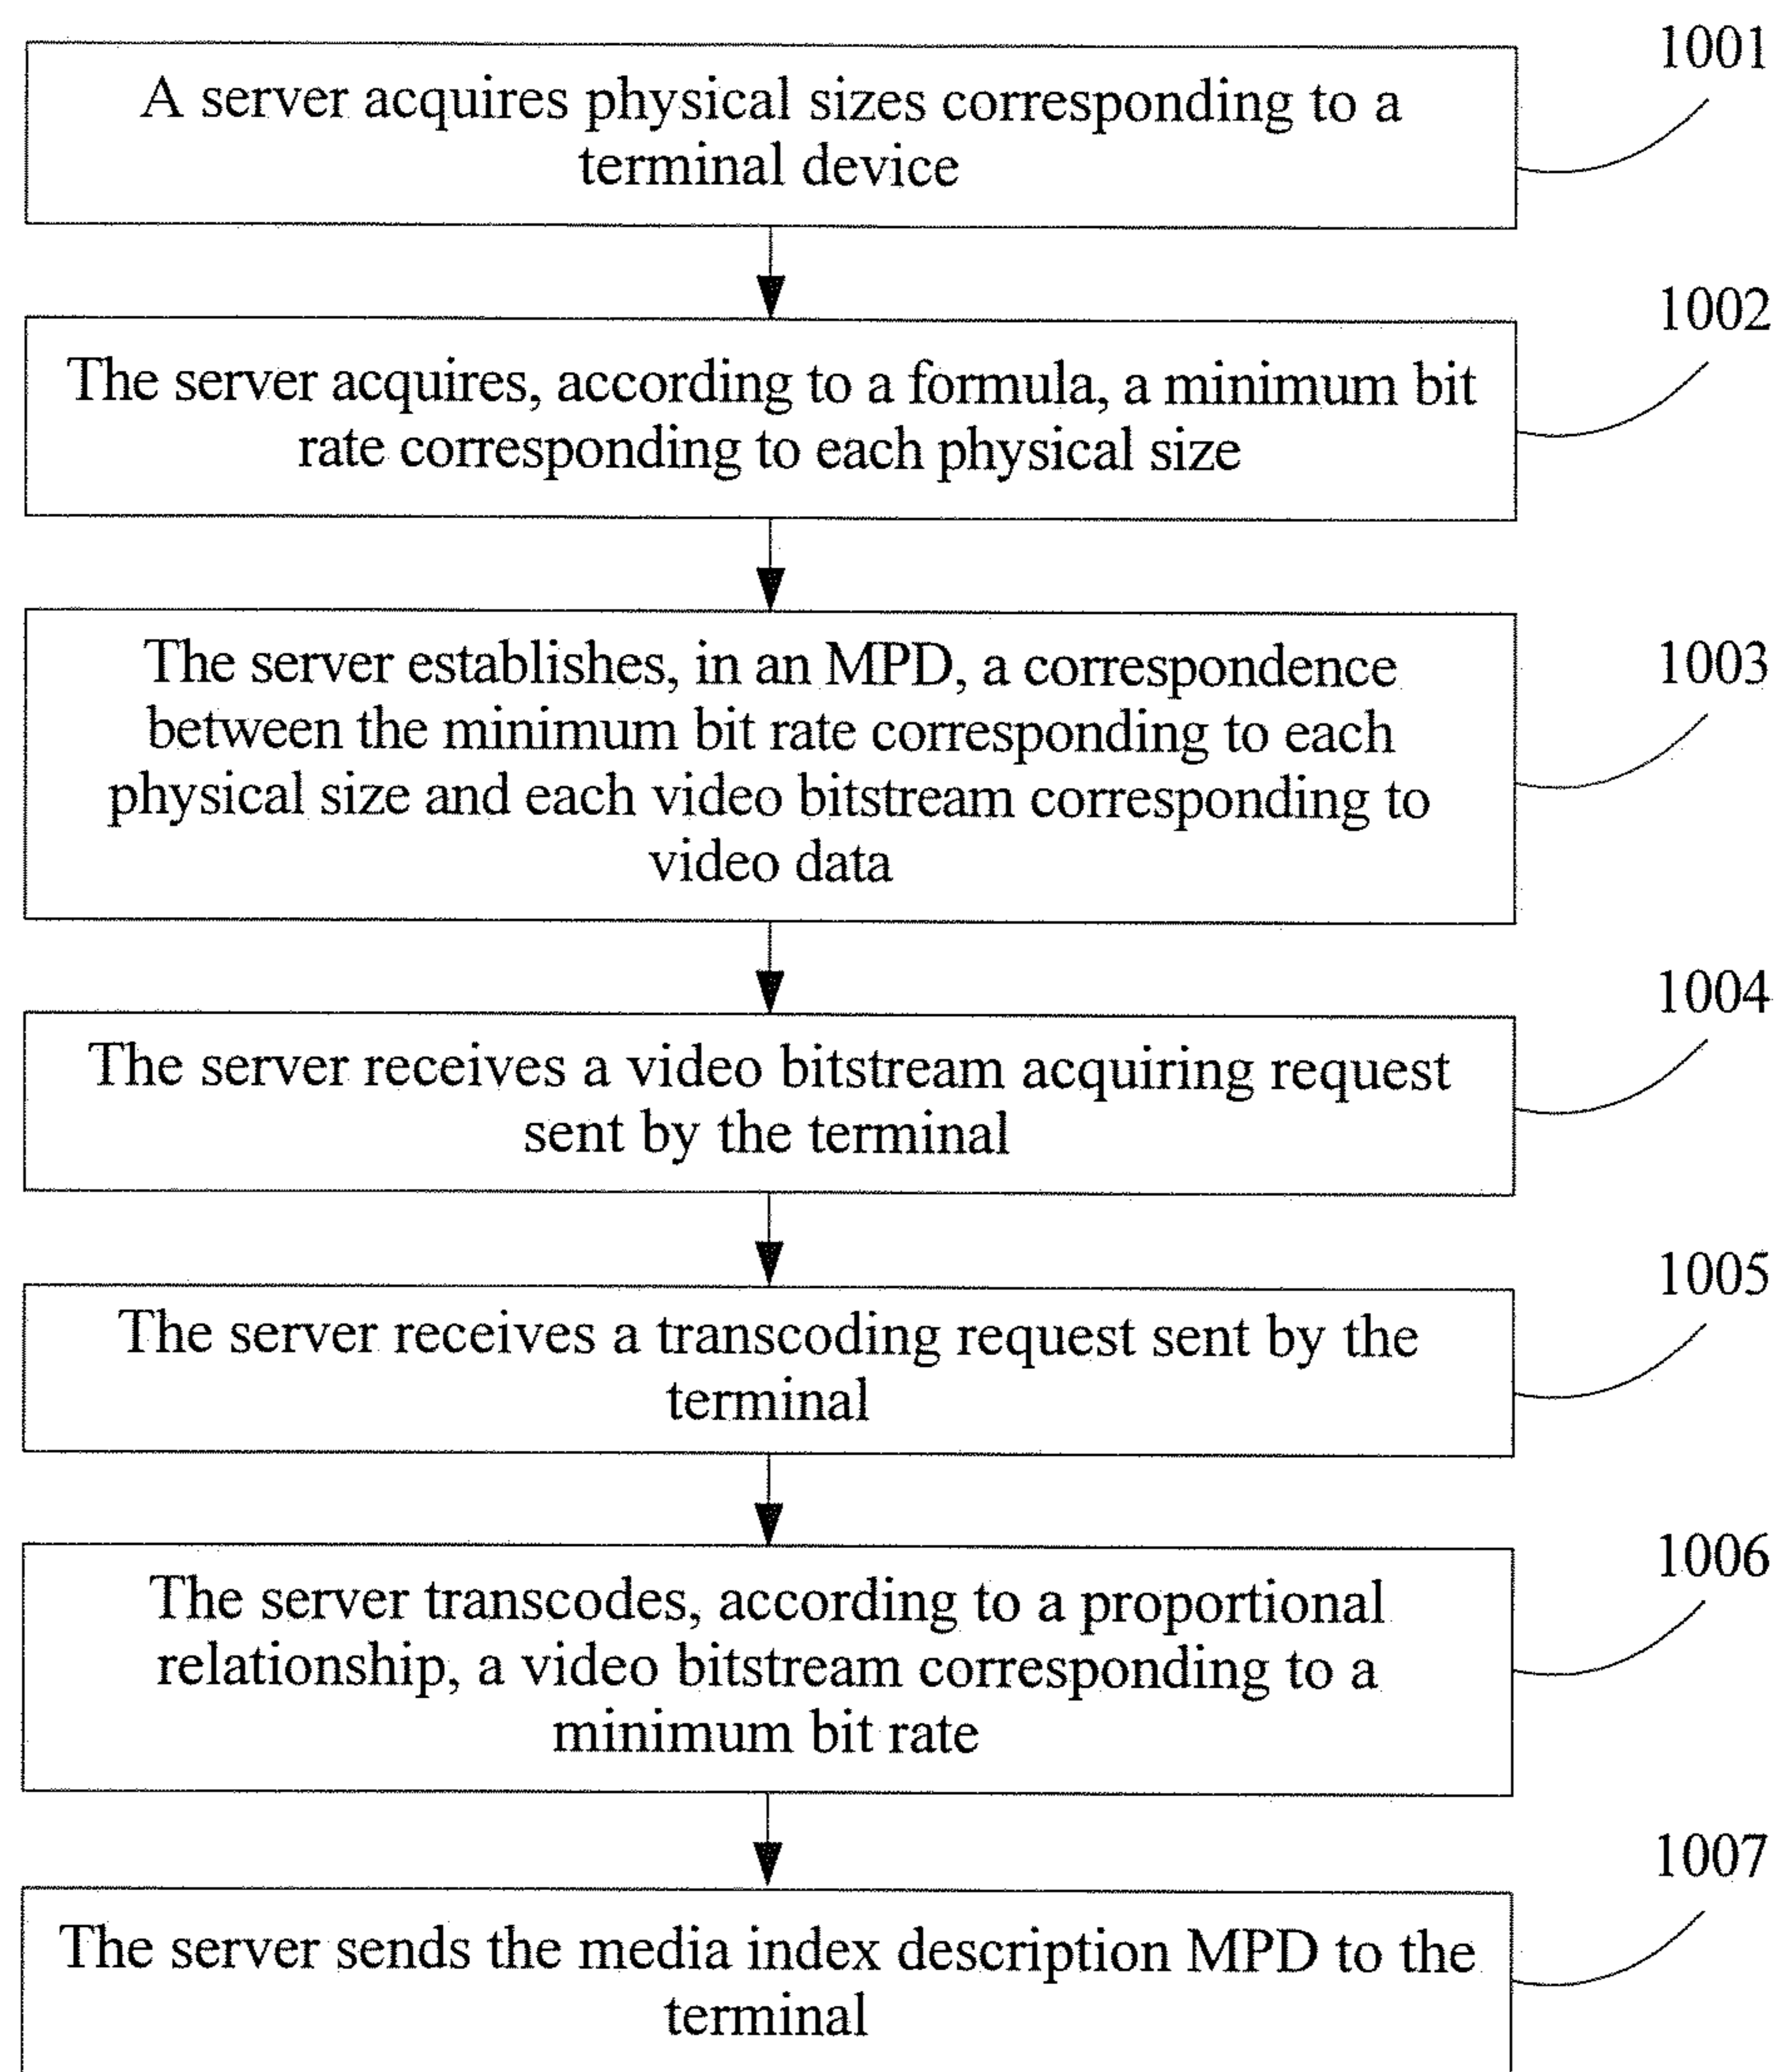 1001
A server acquires physical sizes corresponding to a
terminal device
1002
The server acquires, according to a formula, a minimum bit
rate corresponding to each physical size
1003
The server establishes, in an MPD, a correspondence
between the minimum bit rate corresponding to each
physical size and each video bitstream corresponding to
video data
1004
The server receives a video bitstream acquiring request
sent by the terminal
1005
The server receives a transcoding request sent by the
terminal
1006
The server transcodes, according to a proportional
relationship, a video bitstream corresponding to a
minimum bit rate
1007
The server sends the media index description MPD to the
terminal